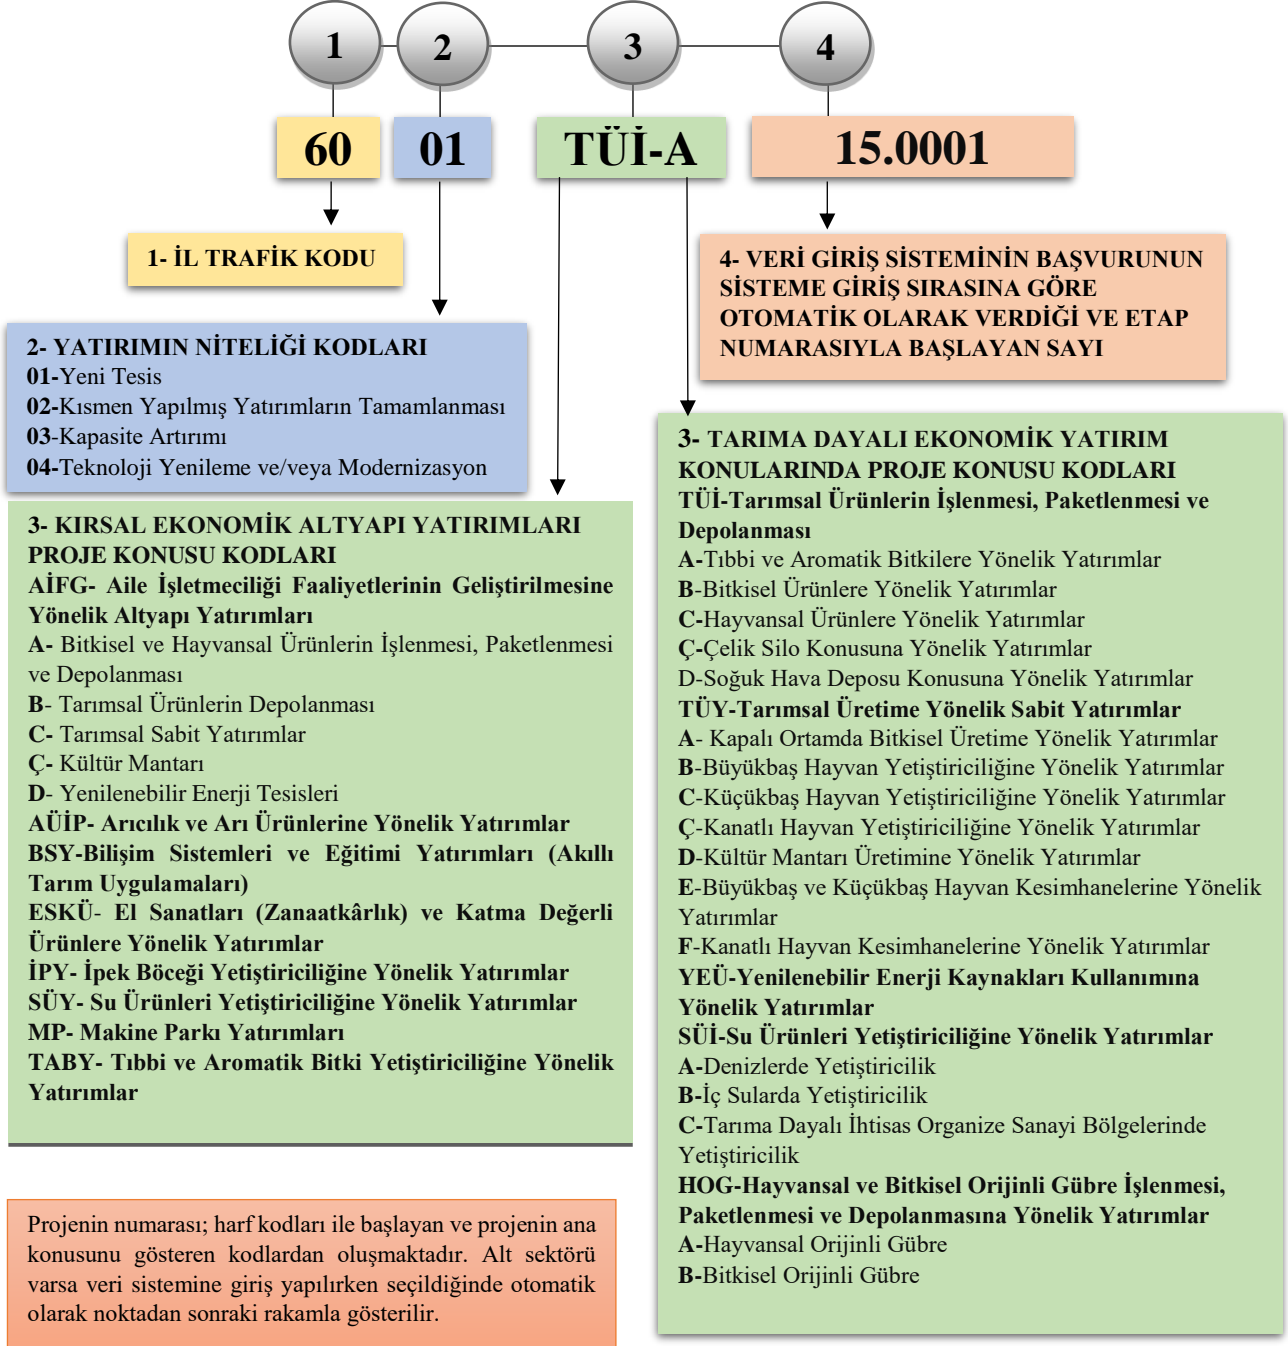 1
2
3
4
60
01
TÜİ-A
15.0001
1- İL TRAFİK KODU
4- VERİ GİRİŞ SİSTEMİNİN BAŞVURUNUN
SİSTEME GİRİŞ SIRASINA GÖRE
OTOMATİK OLARAK VERDİĞİ VE ETAP
NUMARASIYLA BAŞLAYAN SAYI
2- YATIRIMIN NİTELİĞİ KODLARI
01-Yeni Tesis
02-Kısmen Yapılmış Yatırımların Tamamlanması
03-Kapasite Artırımı
04-Teknoloji Yenileme ve/veya Modernizasyon
3- KIRSAL EKONOMİK ALTYAPI YATIRIMLARI
PROJE KONUSU KODLARI
AİFG- Aile İşletmeciliği Faaliyetlerinin Geliştirilmesine
Yönelik Altyapı Yatırımları
A- Bitkisel ve Hayvansal Ürünlerin İşlenmesi, Paketlenmesi
ve Depolanması
B- Tarımsal Ürünlerin Depolanması
C- Tarımsal Sabit Yatırımlar
Ç- Kültür Mantarı
D- Yenilenebilir Enerji Tesisleri
AÜİP- Arıcılık ve Arı Ürünlerine Yönelik Yatırımlar
BSY-Bilişim Sistemleri ve Eğitimi Yatırımları (Akıllı
Tarım Uygulamaları)
ESKÜ- El Sanatları (Zanaatkârlık) ve Katma Değerli
Ürünlere Yönelik Yatırımlar
İPY- İpek Böceği Yetiştiriciliğine Yönelik Yatırımlar
SÜY- Su Ürünleri Yetiştiriciliğine Yönelik Yatırımlar
MP- Makine Parkı Yatırımları
TABY- Tıbbi ve Aromatik Bitki Yetiştiriciliğine Yönelik
Yatırımlar
3- TARIMA DAYALI EKONOMİK YATIRIM
KONULARINDA PROJE KONUSU KODLARI
TÜİ-Tarımsal Ürünlerin İşlenmesi, Paketlenmesi ve
Depolanması
A-Tıbbi ve Aromatik Bitkilere Yönelik Yatırımlar
B-Bitkisel Ürünlere Yönelik Yatırımlar
C-Hayvansal Ürünlere Yönelik Yatırımlar
Ç-Çelik Silo Konusuna Yönelik Yatırımlar
D-Soğuk Hava Deposu Konusuna Yönelik Yatırımlar
TÜY-Tarımsal Üretime Yönelik Sabit Yatırımlar
A- Kapalı Ortamda Bitkisel Üretime Yönelik Yatırımlar
B-Büyükbaş Hayvan Yetiştiriciliğine Yönelik Yatırımlar
C-Küçükbaş Hayvan Yetiştiriciliğine Yönelik Yatırımlar
Ç-Kanatlı Hayvan Yetiştiriciliğine Yönelik Yatırımlar
D-Kültür Mantarı Üretimine Yönelik Yatırımlar
E-Büyükbaş ve Küçükbaş Hayvan Kesimhanelerine Yönelik
Yatırımlar
F-Kanatlı Hayvan Kesimhanelerine Yönelik Yatırımlar
YEÜ-Yenilenebilir Enerji Kaynakları Kullanımına
Yönelik Yatırımlar
SÜİ-Su Ürünleri Yetiştiriciliğine Yönelik Yatırımlar
A-Denizlerde Yetiştiricilik
B-İç Sularda Yetiştiricilik
C-Tarıma Dayalı İhtisas Organize Sanayi Bölgelerinde
Yetiştiricilik
HOG-Hayvansal ve Bitkisel Orijinli Gübre İşlenmesi,
Paketlenmesi ve Depolanmasına Yönelik Yatırımlar
A-Hayvansal Orijinli Gübre
B-Bitkisel Orijinli Gübre
Projenin numarası; harf kodları ile başlayan ve projenin ana
konusunu gösteren kodlardan oluşmaktadır. Alt sektörü
varsa veri sistemine giriş yapılırken seçildiğinde otomatik
olarak noktadan sonraki rakamla gösterilir.